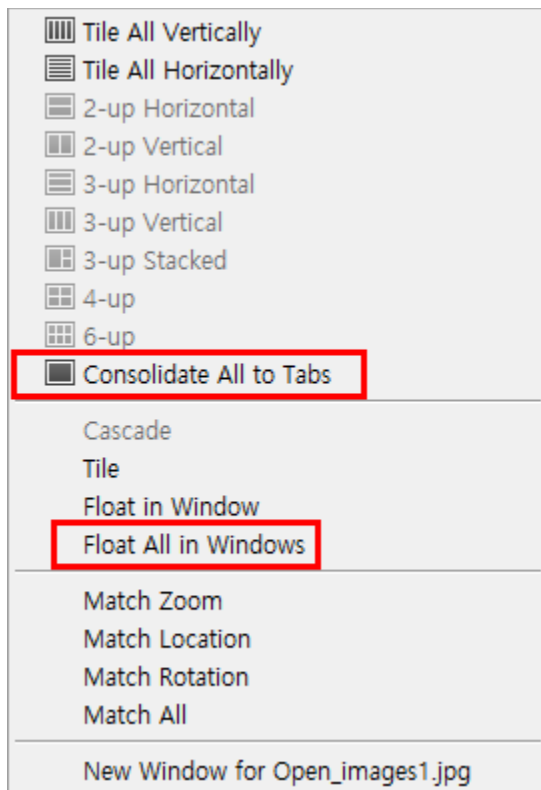 Tile All Vertically
Tile All Horizontally
2-up Horizontal
2-up Vertical
3-up Horizontal
3-up Vertical
3-up Stacked
4-up
6-up
Consolidate All to Tabs
Cascade
Tile
Float in Window
Float All in Windows
Match Zoom
Match Location
Match Rotation
Match All
New Window for Open_images1.jpg